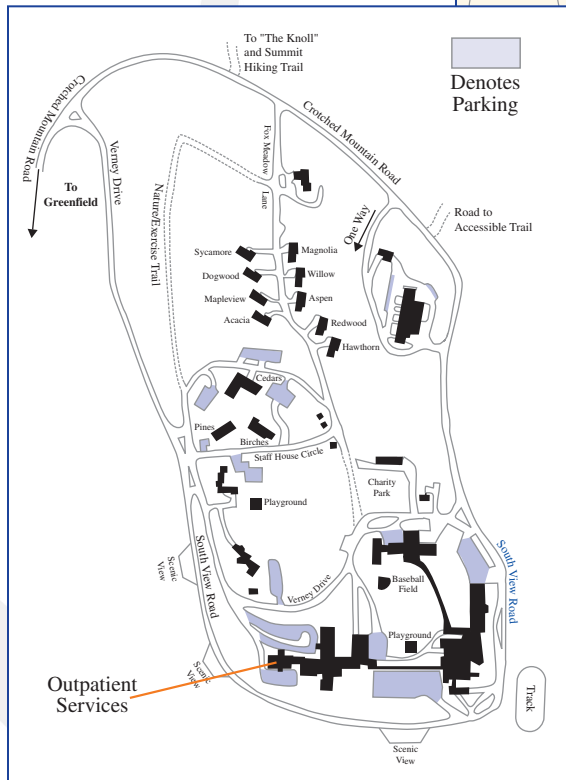 To "The Knoll"
and Summit
Hiking Trail
Denotes
Parking
Crotched Mountain Road
Crotched Mountain Road
Verney Drive
To
Greenfield
Nature/Exercise Trail
Fox Meadow
Lane
One Way
Road to
Accessible Trail
Sycamore
Magnolia
Dogwood
Willow
Mapleview
Aspen
Acacia
Redwood
Hawthorn
Cedars
Pines
Birches
Staff House Circle
Charity
Park
Playground
South View Road
South View Road
Scenic
View
Verney Drive
Baseball
Field
Playground
Scenic
View
Outpatient
Services
Track
Scenic
View